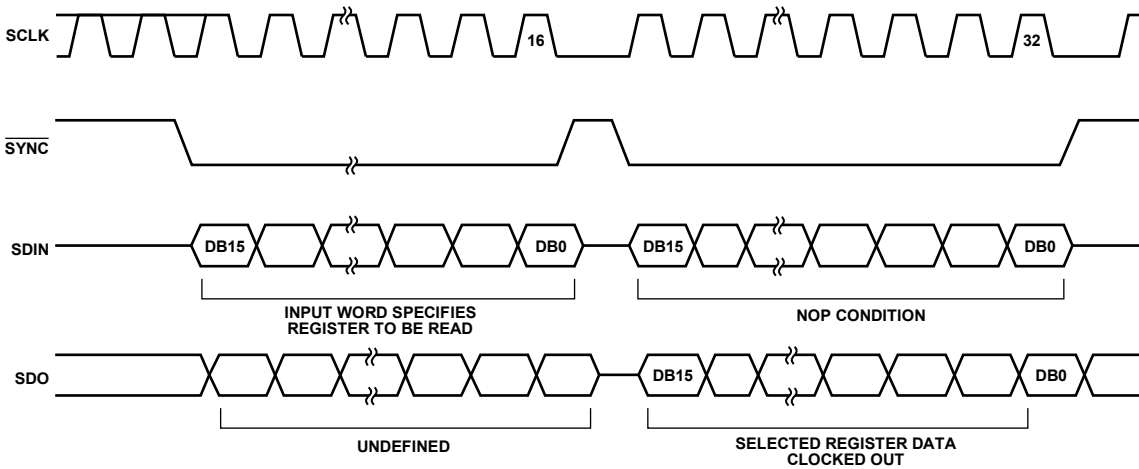 SCLK
16
32
SYNC
SDIN
DB15
DB0
DB15
DB0
INPUT WORD SPECIFIES
REGISTER TO BE READ
NOP CONDITION
SDO
DB15
DB0
UNDEFINED
SELECTED REGISTER DATA
CLOCKED OUT